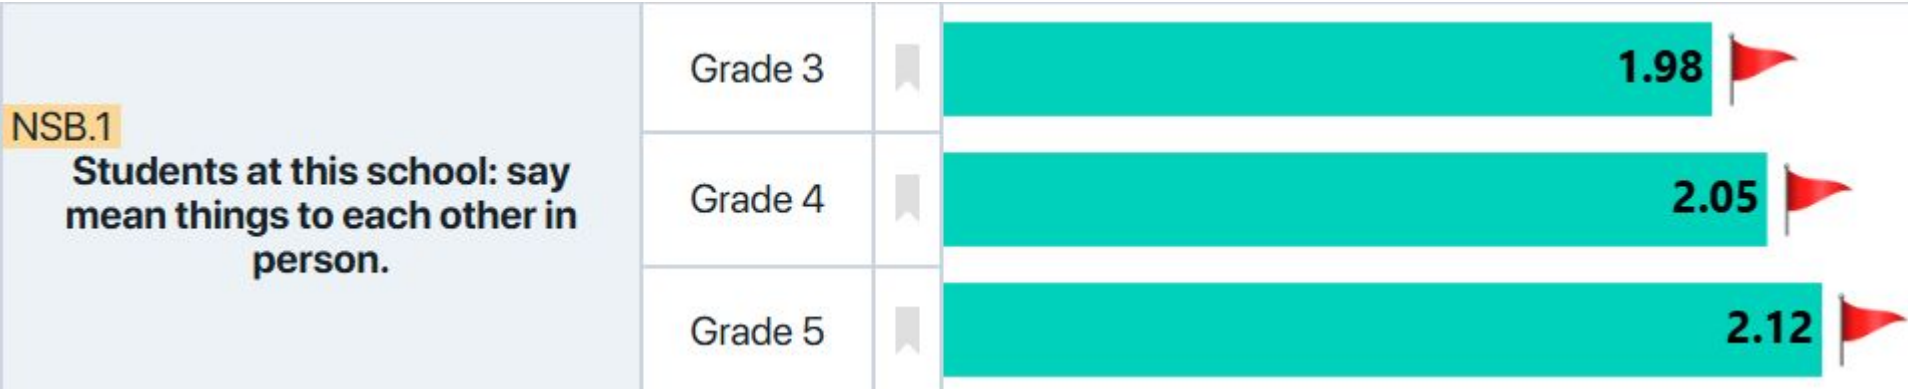 NSB.1
Students at this school: say
mean things to each other in
person.
Grade 3
1.98
Grade 4
2.05
Grade 5
2.12